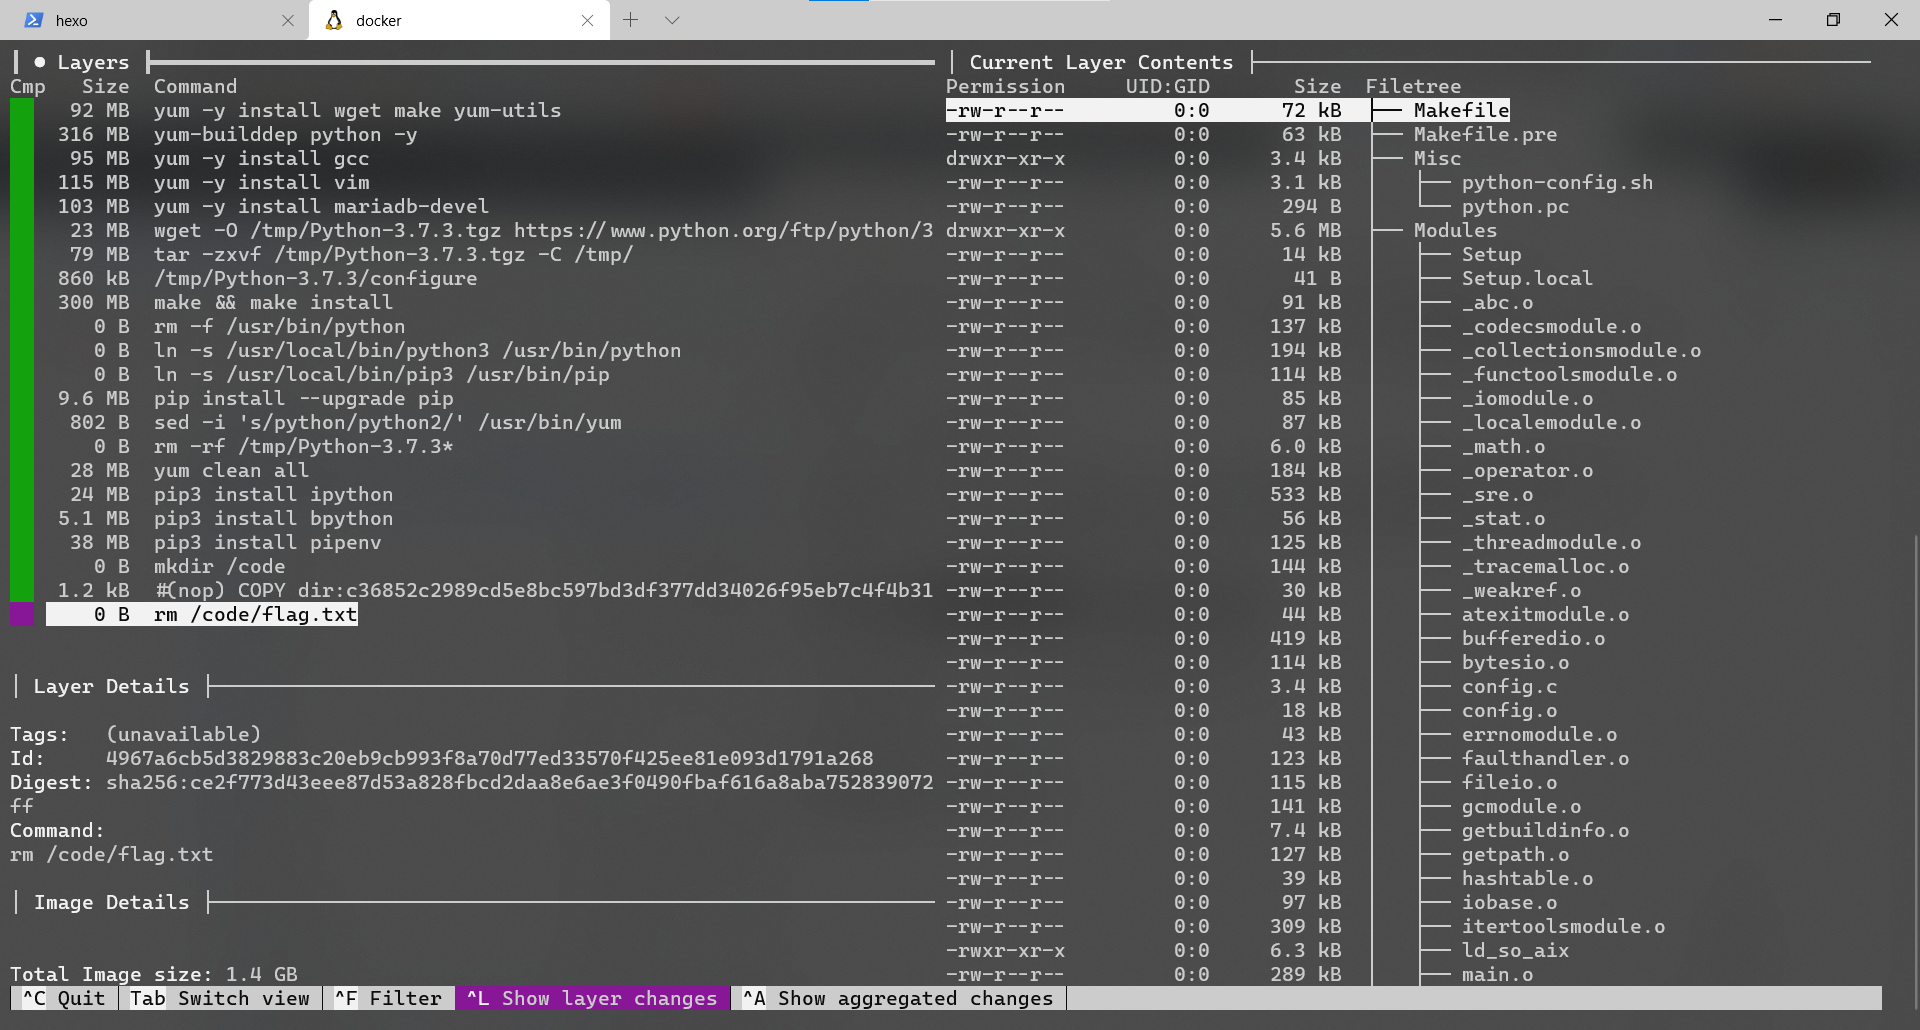 hexo
docker
Layers
Cmp Size Command
92 MB yum -y install wget make yum-utils
316 MB yum-builddep python -y
95 MB yum -y install gcc
115 MB yum -y install vim
103 MB yum -y install mariadb-devel
23 MB wget -O /tmp/Python-3.7.3.tgz https://www.python.org/ftp/python/3
79 MB tar -zxvf /tmp/Python-3.7.3.tgz -C /tmp/
860 kB /tmp/Python-3.7.3/configure
300 MB make && make install
0 B rm -f /usr/bin/python
0 B ln -s /usr/local/bin/python3 /usr/bin/python
0 B ln -s /usr/local/bin/pip3 /usr/bin/pip
9.6 MB pip install --upgrade pip
802 B sed -i 's/python/python2/' /usr/bin/yum
0 B rm -rf /tmp/Python-3.7.3*
28 MB yum clean all
24 MB pip3 install ipython
5.1 MB pip3 install bpython
38 MB pip3 install pipenv
0 B mkdir /code
1.2 kB #(nop) COPY dir:c36852c2989cd5e8bc597bd3df377dd34026f95eb7c4f4b31
0 B rm /code/flag.txt
Layer Details
Tags: (unavailable)
Id: 4967a6cb5d3829883c20eb9cb993f8a70d77ed33570f425ee81e093d1791a268
Digest: sha256:ce2f773d43eee87d53a828fbcd2daa8e6ae3f0490fbaf616a8aba752839072
ff
Command:
rm /code/flag.txt
Image Details
Total Image size: 1.4 GB
Current Layer Contents
Permission UID:GID Size Filetree
-rw-r--r-- 0:0 72 kB ├── Makefile
-rw-r--r-- 0:0 63 kB ├── Makefile.pre
drwxr-xr-x 0:0 3.4 kB ├── Misc
-rw-r--r-- 0:0 3.1 kB │ ├── python-config.sh
-rw-r--r-- 0:0 294 B │ └── python.pc
drwxr-xr-x 0:0 5.6 MB ├── Modules
-rw-r--r-- 0:0 14 kB │ ├── Setup
-rw-r--r-- 0:0 41 B │ ├── Setup.local
-rw-r--r-- 0:0 91 kB │ ├── _abc.o
-rw-r--r-- 0:0 137 kB │ ├── _codecsmodule.o
-rw-r--r-- 0:0 194 kB │ ├── _collectionsmodule.o
-rw-r--r-- 0:0 114 kB │ ├── _functoolsmodule.o
-rw-r--r-- 0:0 85 kB │ ├── _iomodule.o
-rw-r--r-- 0:0 87 kB │ ├── _localemodule.o
-rw-r--r-- 0:0 6.0 kB │ ├── _math.o
-rw-r--r-- 0:0 184 kB │ ├── _operator.o
-rw-r--r-- 0:0 533 kB │ ├── _sre.o
-rw-r--r-- 0:0 56 kB │ ├── _stat.o
-rw-r--r-- 0:0 125 kB │ ├── _threadmodule.o
-rw-r--r-- 0:0 144 kB │ ├── _tracemalloc.o
-rw-r--r-- 0:0 30 kB │ ├── _weakref.o
-rw-r--r-- 0:0 44 kB │ ├── atexitmodule.o
-rw-r--r-- 0:0 419 kB │ ├── bufferedio.o
-rw-r--r-- 0:0 114 kB │ ├── bytesio.o
-rw-r--r-- 0:0 3.4 kB │ ├── config.c
-rw-r--r-- 0:0 18 kB │ ├── config.o
-rw-r--r-- 0:0 43 kB │ ├── errnomodule.o
-rw-r--r-- 0:0 123 kB │ ├── faulthandler.o
-rw-r--r-- 0:0 115 kB │ ├── fileio.o
-rw-r--r-- 0:0 141 kB │ ├── gcmodule.o
-rw-r--r-- 0:0 7.4 kB │ ├── getbuildinfo.o
-rw-r--r-- 0:0 127 kB │ ├── getpath.o
-rw-r--r-- 0:0 39 kB │ ├── hashtable.o
-rw-r--r-- 0:0 97 kB │ ├── iobase.o
-rw-r--r-- 0:0 309 kB │ ├── itertoolsmodule.o
-rwxr-xr-x 0:0 6.3 kB │ ├── ld_so_aix
-rw-r--r-- 0:0 289 kB │ ├── main.o
^C Quit Tab Switch view ^F Filter ^L Show layer changes ^A Show aggregated changes